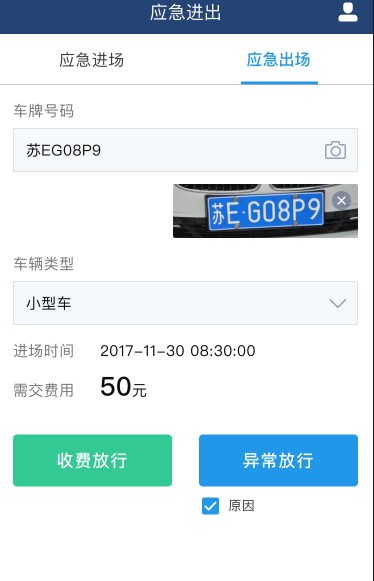 应急进出
应急进场 应急出场
车牌号码
苏EG08P9
苏E·G08P9
车辆类型
小型车
进场时间 2017-11-30 08:30:00
需交费用 50元
收费放行 异常放行
原因